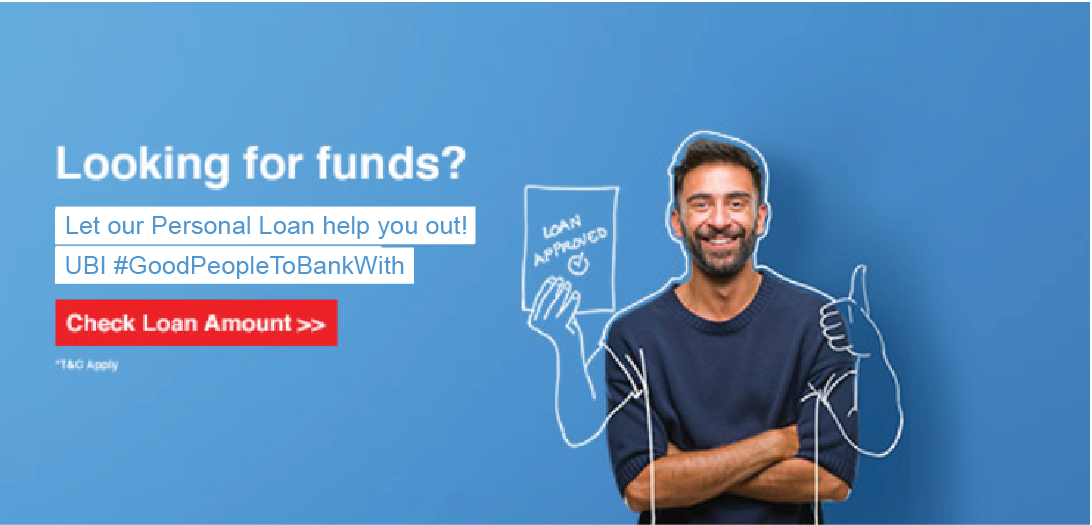 Looking for funds?
Let our Personal Loan help you out!
UBI #GoodPeopleToBankWith
Check Loan Amount >>
*T&C Apply
LOAN
APPROVED